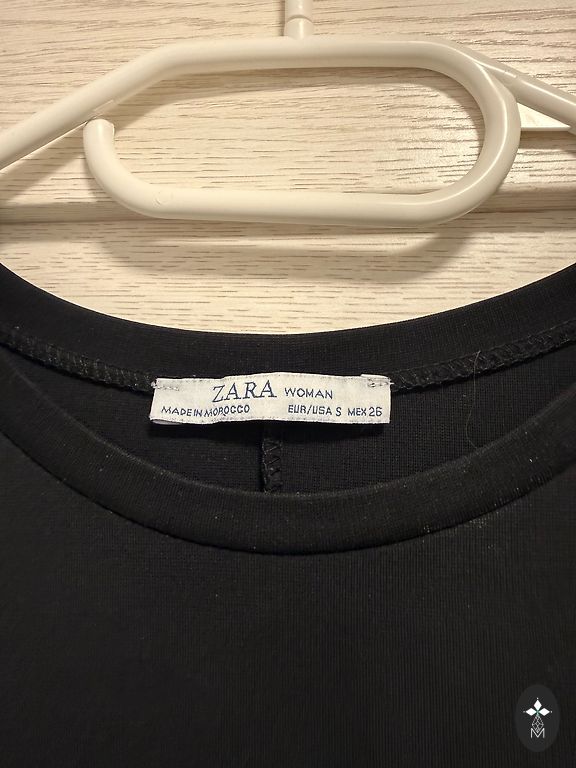 ZARA WOMAN
MADE IN MOROCCO EUR/USA S MEX 26
M